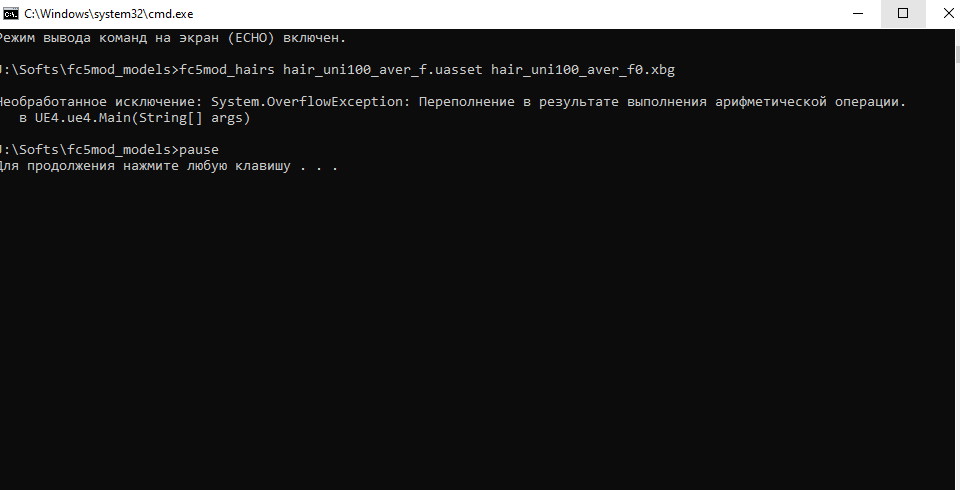 C:\Windows\system32\cmd.exe
Режим вывода команд на экран (ECHO) включен.
J:\Softs\fc5mod_models>fc5mod_hairs hair_uni100_aver_f.uasset hair_uni100_aver_f0.xbg
Необработанное исключение: System.OverflowException: Переполнение в результате выполнения арифметической операции.
в UE4.ue4.Main(String[] args)
J:\Softs\fc5mod_models>pause
Для продолжения нажмите любую клавишу . . .